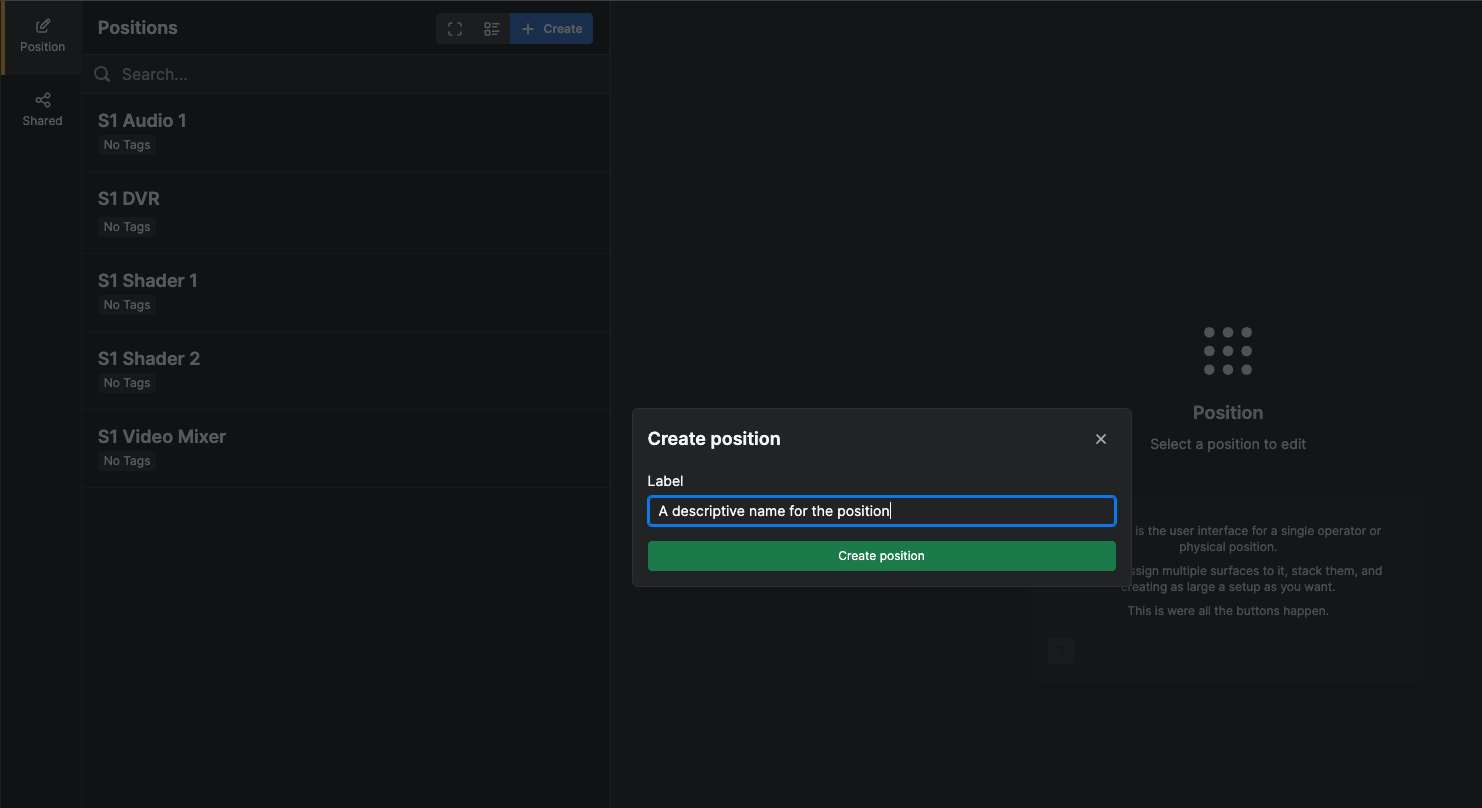 Position
Shared
Positions
Create
Search...
S1 Audio 1
No Tags
S1 DVR
No Tags
S1 Shader 1
No Tags
S1 Shader 2
No Tags
S1 Video Mixer
No Tags
Create position
Label
A descriptive name for the position
Create position
Position
Select a position to edit
is the user interface for a single operator or
physical position.
assign multiple surfaces to it, stack them, and
creating as large a setup as you want.
This is were all the buttons happen.
?